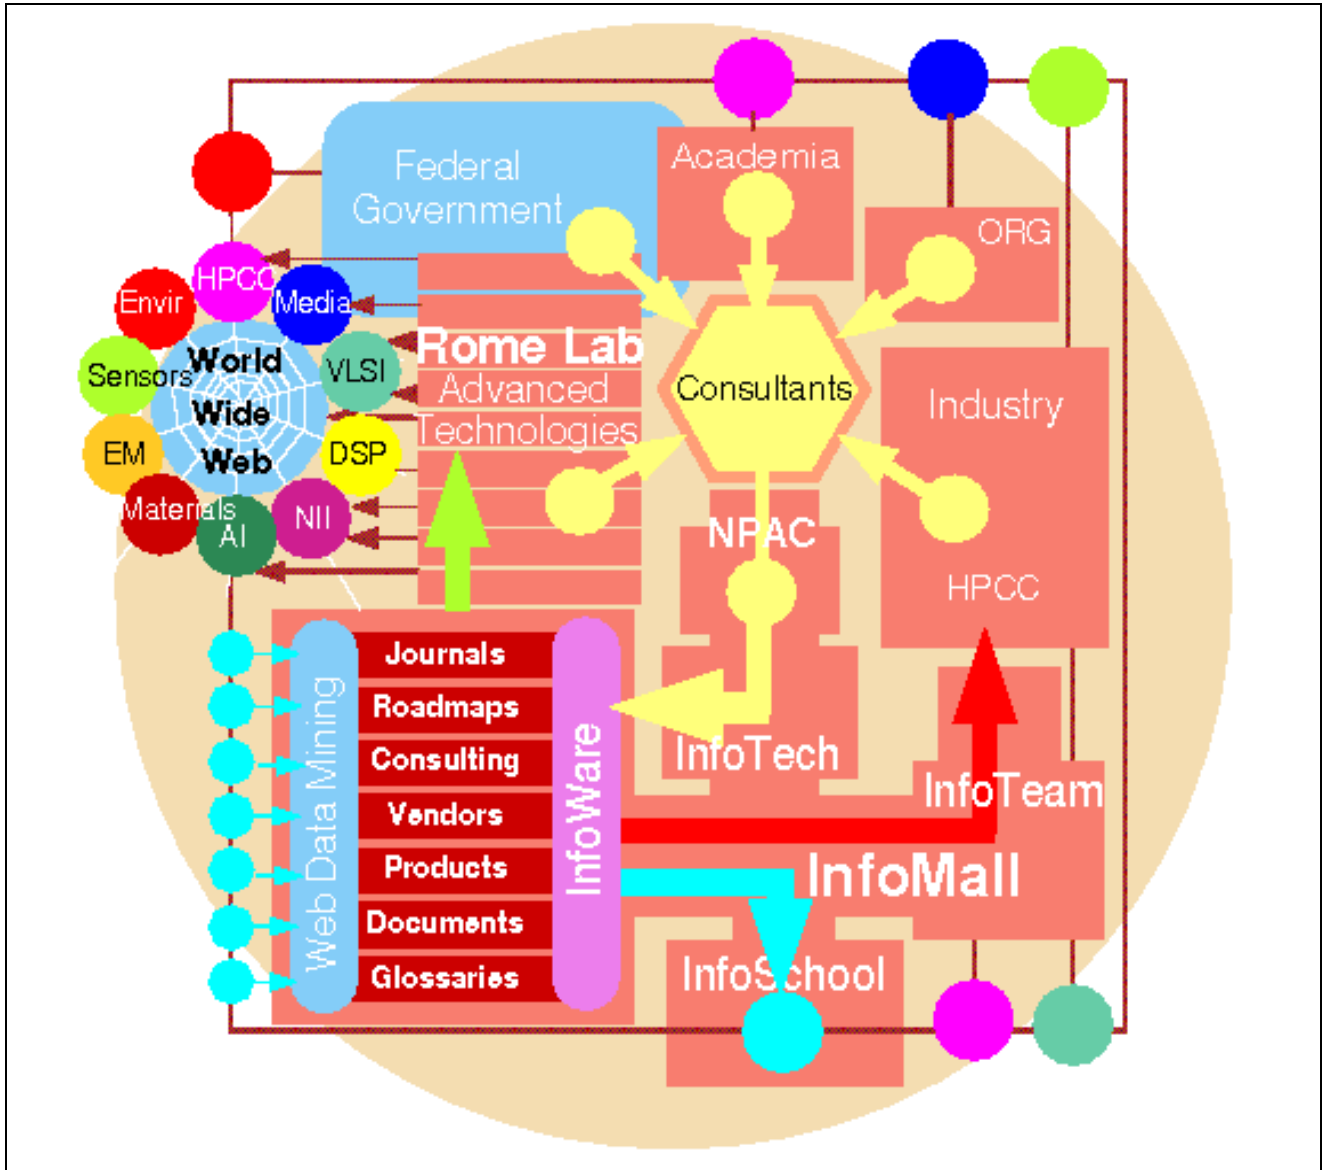 Federal
Government
Academia
ORG
HPCC
Envir
Media
Sensors
VLSI
EM
DSP
Materials
AI
NII
World
Wide
Web
Rome Lab
Advanced
Technologies
Consultants
Industry
HPCC
NPAC
InfoTech
InfoTeam
InfoMall
InfoSchool
Web Data Mining
Journals
Roadmaps
Consulting
Vendors
Products
Documents
Glossaries
InfoWare